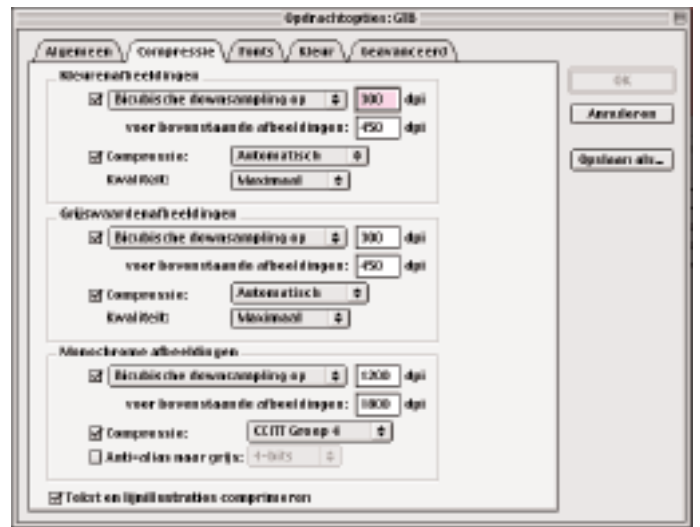 Opdrachtopties: GTB
Algemeen Compressie Fonts Kleur Geavanceerd
Kleurenafbeeldingen
Bicubische downsampling op 300 dpi
voor bovenstaande afbeeldingen: 450 dpi
Compressie: Automatisch
Kwaliteit: Maximaal
Grijswaardenafbeeldingen
Bicubische downsampling op 300 dpi
voor bovenstaande afbeeldingen: 450 dpi
Compressie: Automatisch
Kwaliteit: Maximaal
Monochrome afbeeldingen
Bicubische downsampling op 1200 dpi
voor bovenstaande afbeeldingen: 1800 dpi
Compressie: CCITT Groep 4
Anti-alias naar grijs: 4-bits
Tekst en lijnillustraties comprimeren
OK
Annuleren
Opslaan als...